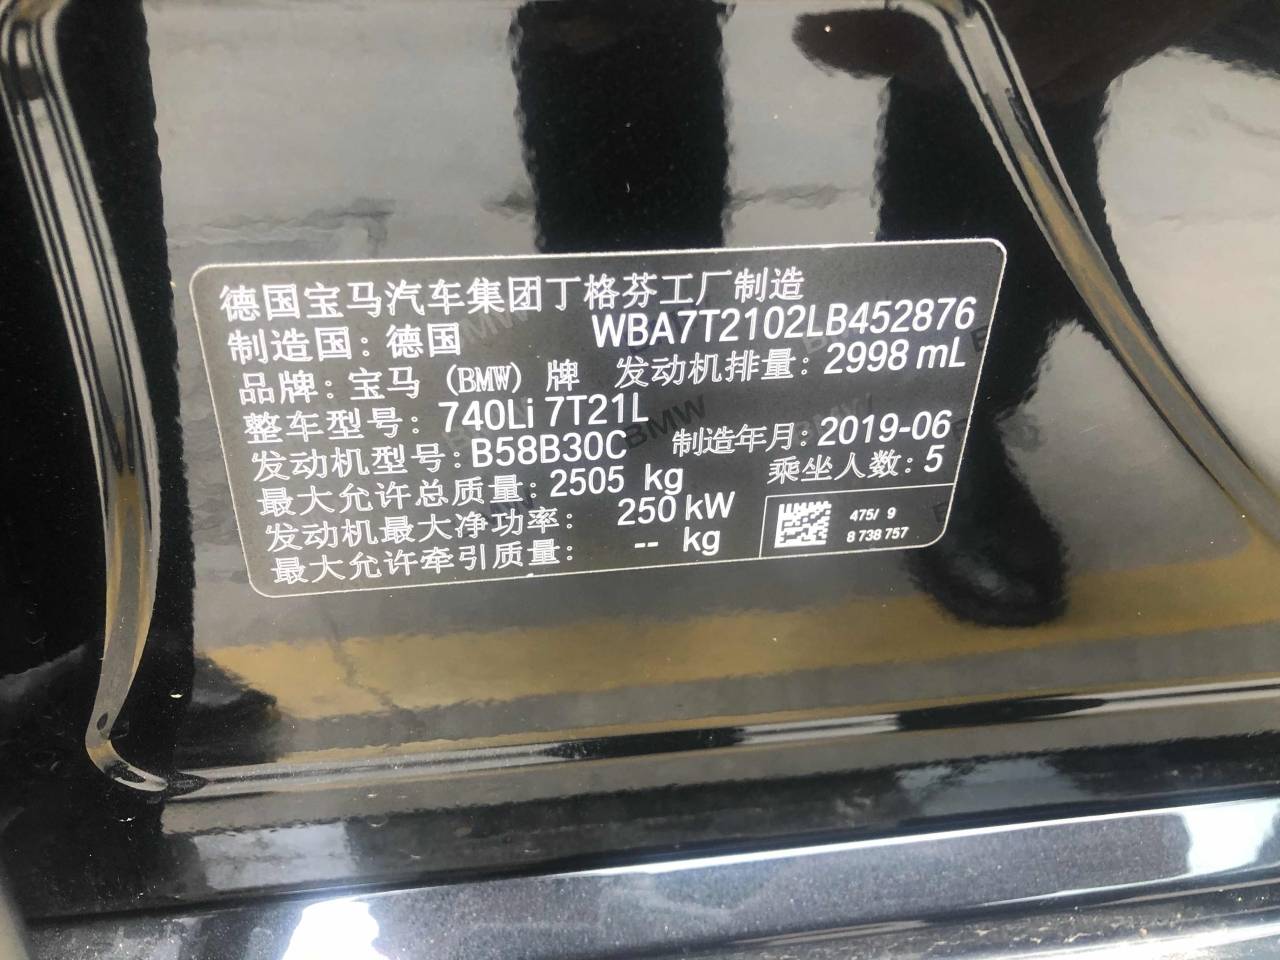 德国宝马汽车集团丁格芬工厂制造
制造国：德国 WBA7T2102LB452876
品牌：宝马 (BMW) 牌 发动机排量：2998 mL
整车型号：740Li 7T21L
发动机型号：B58B30C 制造年月：2019-06
最大允许总质量：2505 kg 乘坐人数：5
发动机最大净功率： 250 kW
最大允许牵引质量： -- kg
475/ 9
8 738 757